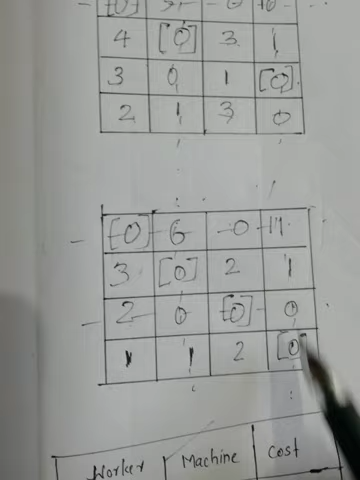 4 [0] 3 1
3 0 1 [0]
2 1 3 0
[0] 6 0 11
3 [0] 2 1
2 0 [0] 0
1 1 2 [0]
Worker Machine Cost